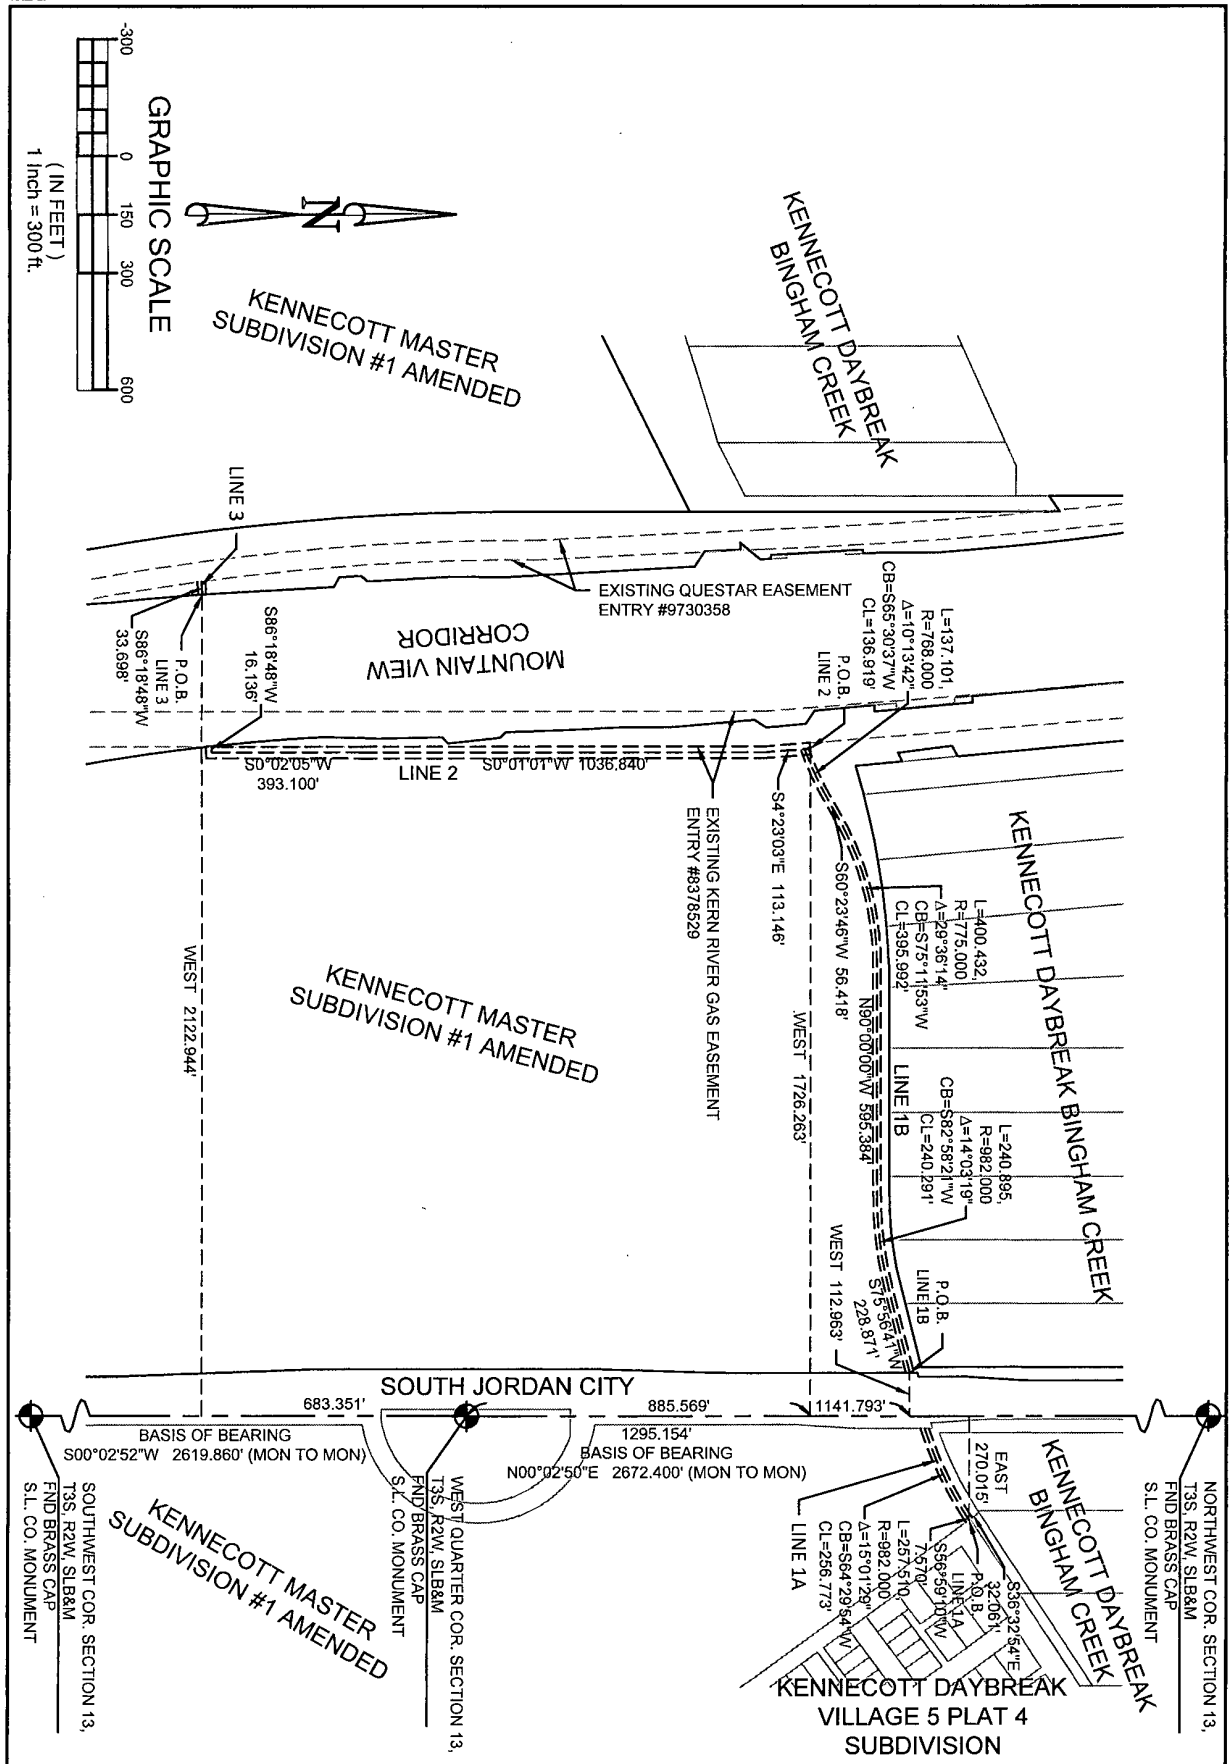 -300
0
150
300
600
GRAPHIC SCALE
( IN FEET )
1 inch = 300 ft.
N
KENNECOTT MASTER
SUBDIVISION #1 AMENDED
KENNECOTT DAYBREAK
BINGHAM CREEK
LINE 3
EXISTING QUESTAR EASEMENT
ENTRY #9730358
S86°18'48"W
33.698'
P.O.B.
LINE 3
S86°18'48"W
16.136'
MOUNTAIN VIEW
CORRIDOR
L=137.101,
R=768.000
Δ=10°13'42"
CB=S65°30'37"W
CL=136.919'
P.O.B.
LINE 2
S0°02'05"W
393.100'
LINE 2
S0°01'01"W 1036.840'
EXISTING KERN RIVER GAS EASEMENT
ENTRY #8378529
S4°23'03"E 113.146'
S60°23'46"W 56.418'
L=400.432,
R=775.000
Δ=29°36'14"
CB=S75°11'53"W
CL=395.992'
KENNECOTT DAYBREAK BINGHAM CREEK
WEST 2122.944'
KENNECOTT MASTER
SUBDIVISION #1 AMENDED
WEST 1726.263'
N90°00'00"W 595.384'
LINE 1B
L=240.895,
R=982.000
Δ=14°03'19"
CB=S82°58'21"W
CL=240.291'
WEST 112.963'
S75°56'41"W
228.871'
P.O.B.
LINE 1B
SOUTH JORDAN CITY
683.351'
885.569'
1141.793'
1295.154'
BASIS OF BEARING
S00°02'52"W 2619.860' (MON TO MON)
BASIS OF BEARING
N00°02'50"E 2672.400' (MON TO MON)
EAST
270.015'
KENNECOTT DAYBREAK
BINGHAM CREEK
NORTHWEST COR. SECTION 13,
T3S, R2W, SLB&M
FND BRASS CAP
S.L. CO. MONUMENT
WEST QUARTER COR. SECTION 13,
T3S, R2W, SLB&M
FND BRASS CAP
S.L. CO. MONUMENT
SOUTHWEST COR. SECTION 13,
T3S, R2W, SLB&M
FND BRASS CAP
S.L. CO. MONUMENT
KENNECOTT MASTER
SUBDIVISION #1 AMENDED
S36°32'54"E
32.061'
P.O.B.
LINE 1A
S56°59'10"W
7.570'
L=257.510,
R=982.000
Δ=15°01'29"
CB=S64°29'54"W
CL=256.773'
LINE 1A
KENNECOTT DAYBREAK
VILLAGE 5 PLAT 4
SUBDIVISION